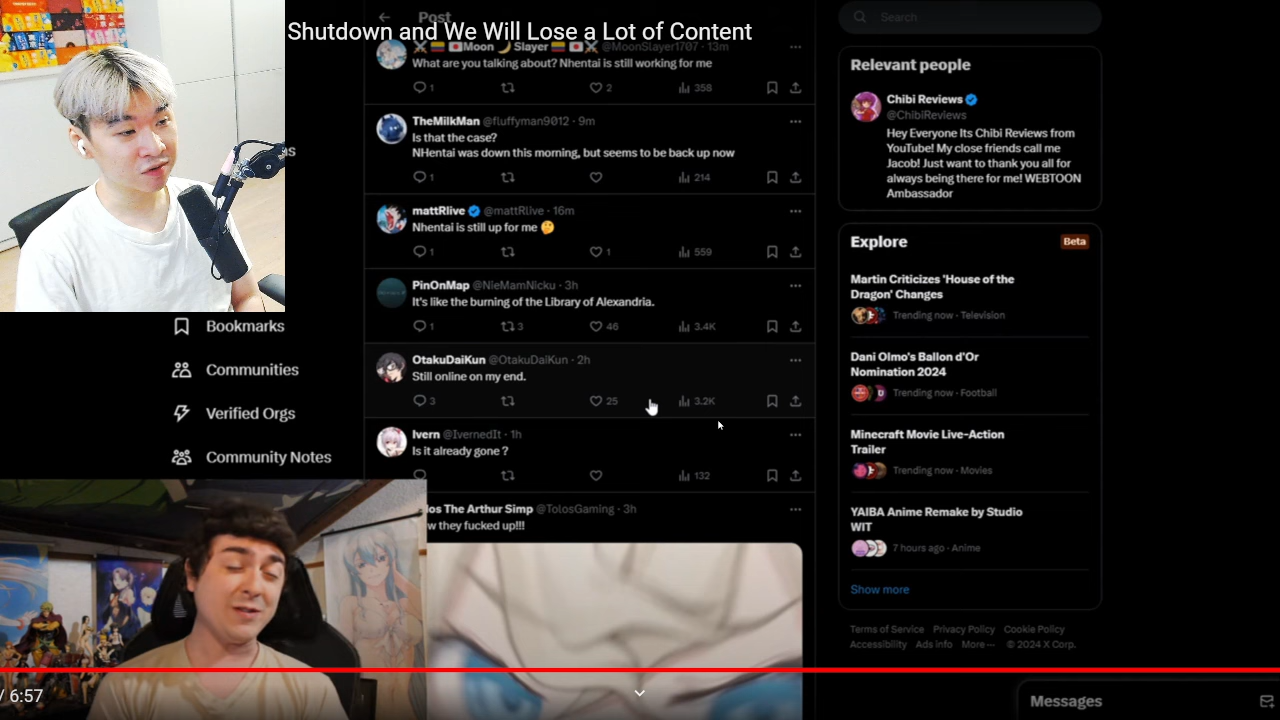 Post
Shutdown and We Will Lose a Lot of Content
Moon Slayer @MoonSlayer1707 · 13m
What are you talking about? Nhentai is still working for me
1 2 358
TheMilkMan @fluffyman9012 · 9m
Is that the case?
NHentai was down this morning, but seems to be back up now
1 214
mattRlive @mattRlive · 16m
Nhentai is still up for me 🤔
1 1 559
PinOnMap @NieMamNicku · 3h
It's like the burning of the Library of Alexandria.
1 3 46 3.4K
OtakuDaiKun @OtakuDaiKun · 2h
Still online on my end.
3 25 3.2K
Ivern @IvernedIt · 1h
Is it already gone ?
132
los The Arthur Simp @TolosGaming · 3h
w they fucked up!!!
Bookmarks
Communities
Verified Orgs
Community Notes
Search
Relevant people
Chibi Reviews
@ChibiReviews
Hey Everyone Its Chibi Reviews from
YouTube! My close friends call me
Jacob! Just want to thank you all for
always being there for me! WEBTOON
Ambassador
Explore Beta
Martin Criticizes 'House of the
Dragon' Changes
Trending now · Television
Dani Olmo's Ballon d'Or
Nomination 2024
Trending now · Football
Minecraft Movie Live-Action
Trailer
Trending now · Movies
YAIBA Anime Remake by Studio
WIT
7 hours ago · Anime
Show more
Terms of Service Privacy Policy Cookie Policy
Accessibility Ads info More ··· © 2024 X Corp.
Messages
/ 6:57